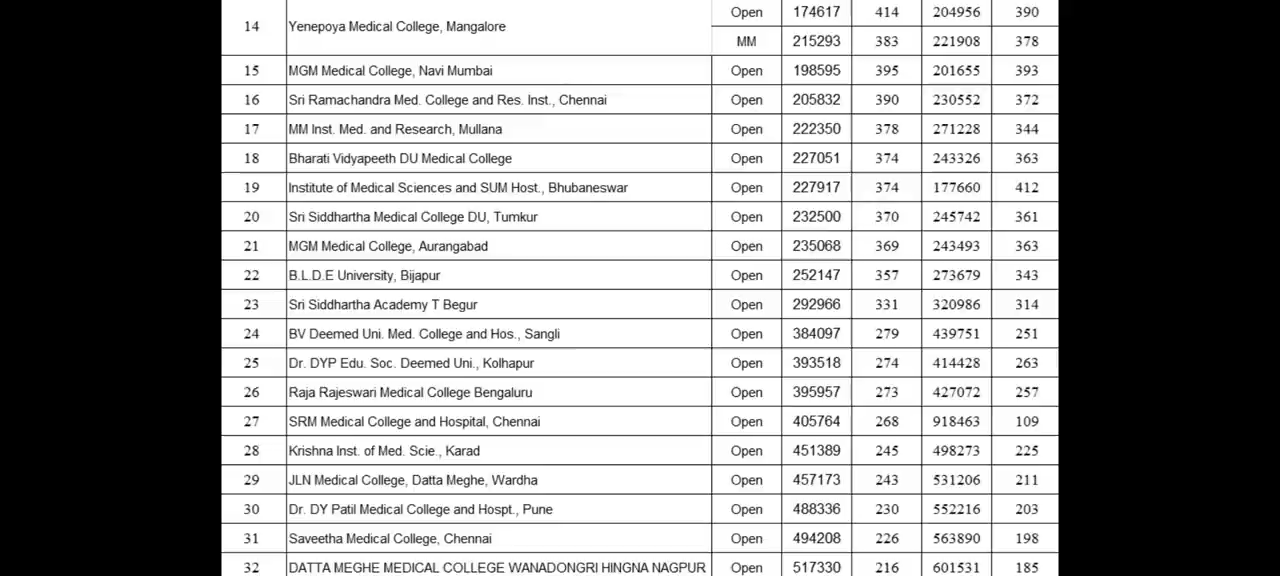 14 Yenepoya Medical College, Mangalore Open 174617 414 204956 390
MM 215293 383 221908 378
15 MGM Medical College, Navi Mumbai Open 198595 395 201655 393
16 Sri Ramachandra Med. College and Res. Inst., Chennai Open 205832 390 230552 372
17 MM Inst. Med. and Research, Mullana Open 222350 378 271228 344
18 Bharati Vidyapeeth DU Medical College Open 227051 374 243326 363
19 Institute of Medical Sciences and SUM Host., Bhubaneswar Open 227917 374 177660 412
20 Sri Siddhartha Medical College DU, Tumkur Open 232500 370 245742 361
21 MGM Medical College, Aurangabad Open 235068 369 243493 363
22 B.L.D.E University, Bijapur Open 252147 357 273679 343
23 Sri Siddhartha Academy T Begur Open 292966 331 320986 314
24 BV Deemed Uni. Med. College and Hos., Sangli Open 384097 279 439751 251
25 Dr. DYP Edu. Soc. Deemed Uni., Kolhapur Open 393518 274 414428 263
26 Raja Rajeswari Medical College Bengaluru Open 395957 273 427072 257
27 SRM Medical College and Hospital, Chennai Open 405764 268 918463 109
28 Krishna Inst. of Med. Scie., Karad Open 451389 245 498273 225
29 JLN Medical College, Datta Meghe, Wardha Open 457173 243 531206 211
30 Dr. DY Patil Medical College and Hospt., Pune Open 488336 230 552216 203
31 Saveetha Medical College, Chennai Open 494208 226 563890 198
32 DATTA MEGHE MEDICAL COLLEGE WANADONGRI HINGNA NAGPUR Open 517330 216 601531 185